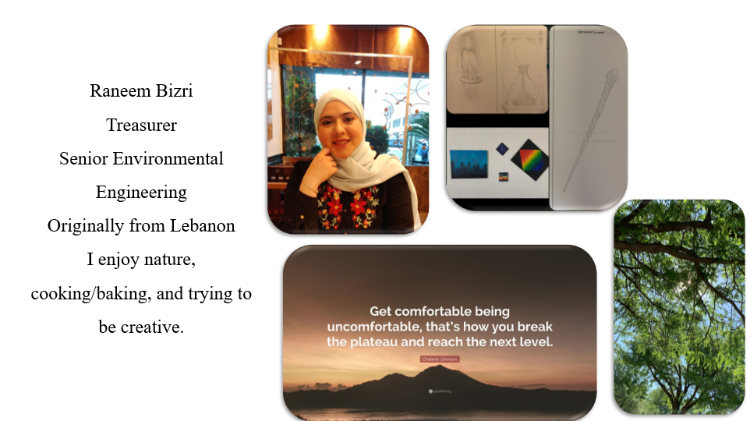 Raneem Bizri
Treasurer
Senior Environmental
Engineering
Originally from Lebanon
I enjoy nature,
cooking/baking, and trying to
be creative.
Get comfortable being
uncomfortable, that's how you break
the plateau and reach the next level.
Chalene Johnson